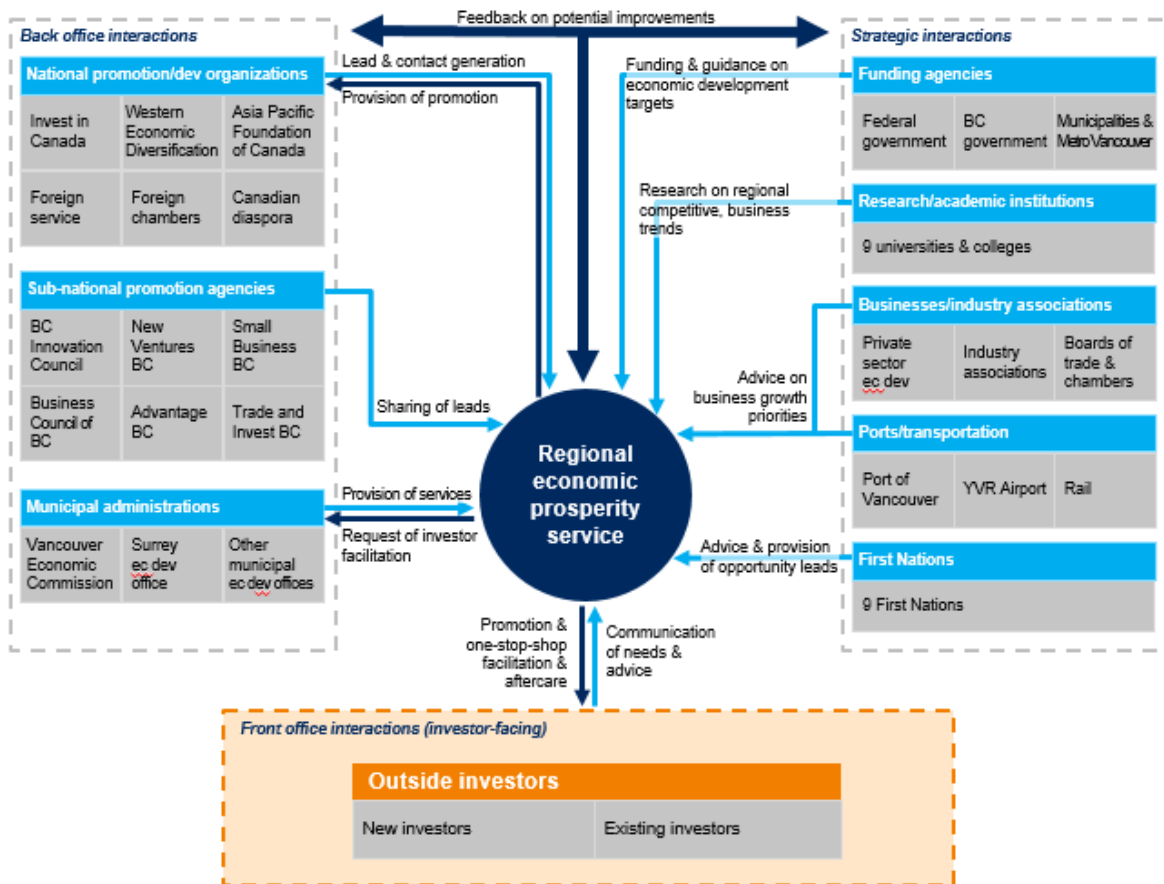 Feedback on potential improvements
Back office interactions
National promotion/dev organizations
Invest in
Canada
Western
Economic
Diversification
Asia Pacific
Foundation
of Canada
Foreign
service
Foreign
chambers
Canadian
diaspora
Sub-national promotion agencies
BC
Innovation
Council
New
Ventures
BC
Small
Business
BC
Business
Council of
BC
Advantage
BC
Trade and
Invest BC
Municipal administrations
Vancouver
Economic
Commission
Surrey
ec dev
office
Other
municipal
ec dev offices
Lead & contact generation
Provision of promotion
Sharing of leads
Provision of services
Request of investor
facilitation
Regional
economic
prosperity
service
Funding & guidance on
economic development
targets
Research on regional
competitive, business
trends
Advice on
business growth
priorities
Advice & provision
of opportunity leads
Strategic interactions
Funding agencies
Federal
government
BC
government
Municipalities &
Metro Vancouver
Research/academic institutions
9 universities & colleges
Businesses/industry associations
Private
sector
ec dev
Industry
associations
Boards of
trade &
chambers
Ports/transportation
Port of
Vancouver
YVR Airport
Rail
First Nations
9 First Nations
Promotion &
one-stop-shop
facilitation &
aftercare
Communication
of needs &
advice
Front office interactions (investor-facing)
Outside investors
New investors
Existing investors